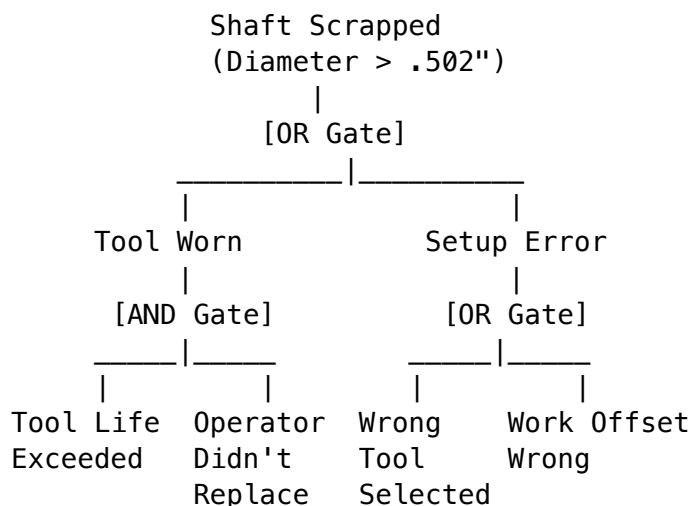 Shaft Scrapped
(Diameter > .502")
[OR Gate]
Tool Worn Setup Error
[AND Gate] [OR Gate]
Tool Life Operator Wrong Work Offset
Exceeded Didn't Tool Wrong
Replace Selected